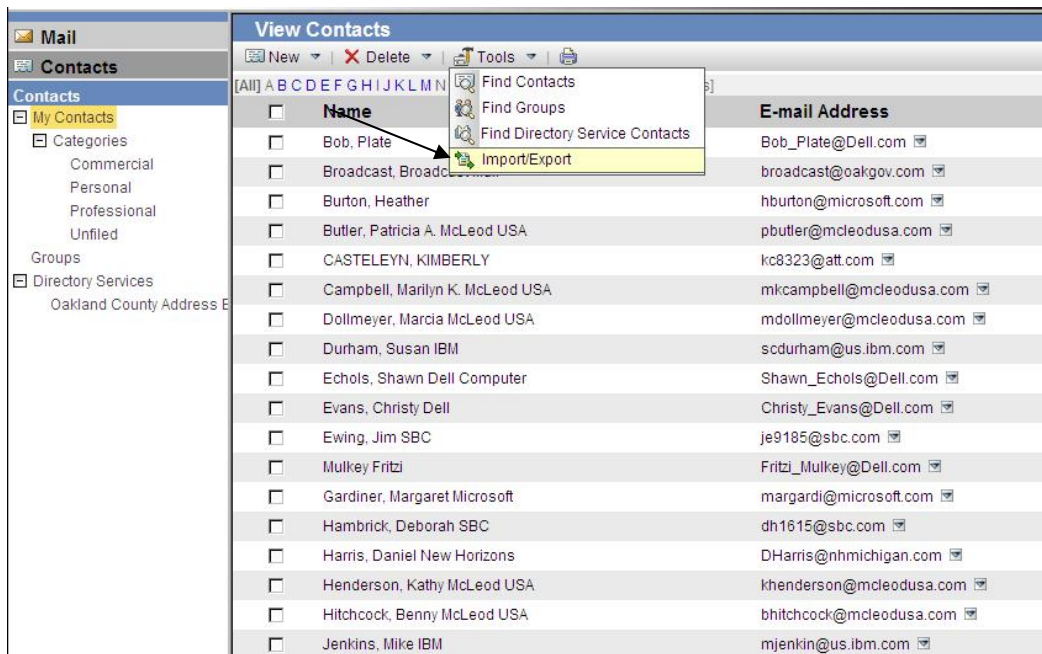 Mail
Contacts
Contacts
My Contacts
Categories
Commercial
Personal
Professional
Unfiled
Groups
Directory Services
Oakland County Address
View Contacts
New | Delete | Tools |
[All] A B C D E F G H I J K L M N s]
Find Contacts
Find Groups
Find Directory Service Contacts
Import/Export
Name E-mail Address
Bob, Plate Bob_Plate@Dell.com
Broadcast, broadcast@oakgov.com
Burton, Heather hburton@microsoft.com
Butler, Patricia A. McLeod USA pbutler@mcleodusa.com
CASTELEYN, KIMBERLY kc8323@att.com
Campbell, Marilyn K. McLeod USA mkcampbell@mcleodusa.com
Dollmeyer, Marcia McLeod USA mdollmeyer@mcleodusa.com
Durham, Susan IBM scdurham@us.ibm.com
Echols, Shawn Dell Computer Shawn_Echols@Dell.com
Evans, Christy Dell Christy_Evans@Dell.com
Ewing, Jim SBC je9185@sbc.com
Mulkey Fritzi Fritzi_Mulkey@Dell.com
Gardiner, Margaret Microsoft margardi@microsoft.com
Hambrick, Deborah SBC dh1615@sbc.com
Harris, Daniel New Horizons DHarris@nhmichigan.com
Henderson, Kathy McLeod USA khenderson@mcleodusa.com
Hitchcock, Benny McLeod USA bhitchcock@mcleodusa.com
Jenkins, Mike IBM mjenkin@us.ibm.com